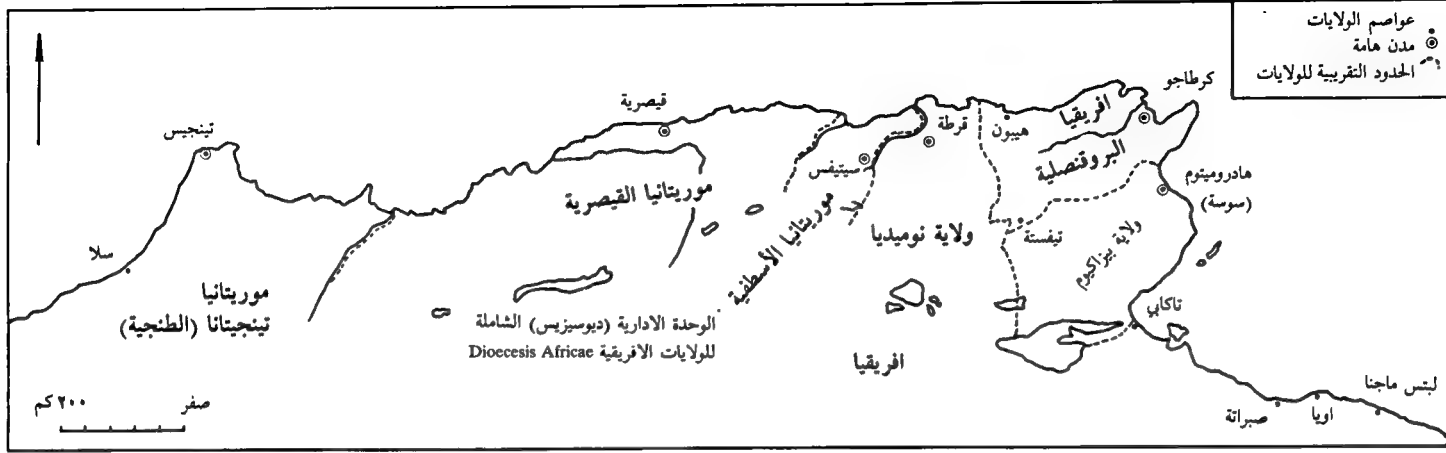 عواصم الولايات
مدن هامة
الحدود التقريبية للولايات
كرطاجو
افريقيا
البروقنصلية
هيبون
قرطة
سيتيفس
قيصرية
تينجيس
هادروميتوم
(سوسة)
موريتانيا القيصرية
موريتانيا الأسطفية
ولاية نوميديا
تيفستة
ولاية بيزاكيوم
سلا
موريتانيا
تينجيتانا (الطنجية)
الوحدة الادارية (ديوسيزيس) الشاملة
للولايات الافريقية Dioecesis Africae
افريقيا
تاكابي
لبتس ماجنا
اويا
صبراتة
صفر ٢٠٠ كم